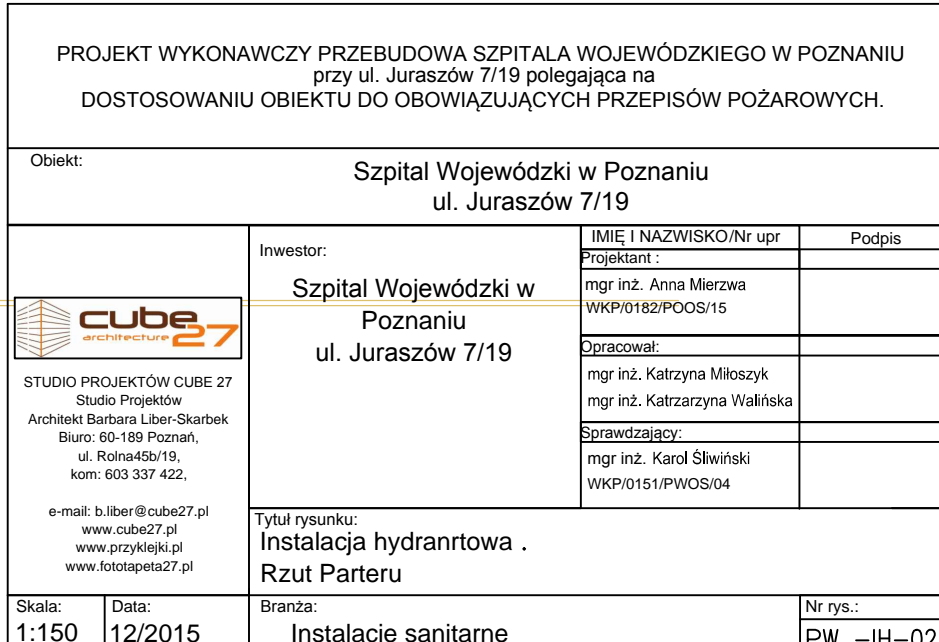 PROJEKT WYKONAWCZY PRZEBUDOWA SZPITALA WOJEWÓDZKIEGO W POZNANIU
przy ul. Juraszów 7/19 polegająca na
DOSTOSOWANIU OBIEKTU DO OBOWIĄZUJĄCYCH PRZEPISÓW POŻAROWYCH.
Obiekt:
Szpital Wojewódzki w Poznaniu
ul. Juraszów 7/19
cube
architecture 27
STUDIO PROJEKTÓW CUBE 27
Studio Projektów
Architekt Barbara Liber-Skarbek
Biuro: 60-189 Poznań,
ul. Rolna45b/19,
kom: 603 337 422,
e-mail: b.liber@cube27.pl
www.cube27.pl
www.przyklejki.pl
www.fototapeta27.pl
Inwestor:
Szpital Wojewódzki w
Poznaniu
ul. Juraszów 7/19
IMIĘ I NAZWISKO/Nr upr
Podpis
Projektant :
mgr inż. Anna Mierzwa
WKP/0182/POOS/15
Opracował:
mgr inż. Katrzyna Miłoszyk
mgr inż. Katrzarzyna Walińska
Sprawdzający:
mgr inż. Karol Śliwiński
WKP/0151/PWOS/04
Tytuł rysunku:
Instalacja hydranrtowa .
Rzut Parteru
Skala:
1:150
Data:
12/2015
Branża:
Instalacje sanitarne
Nr rys.:
PW -IH-02